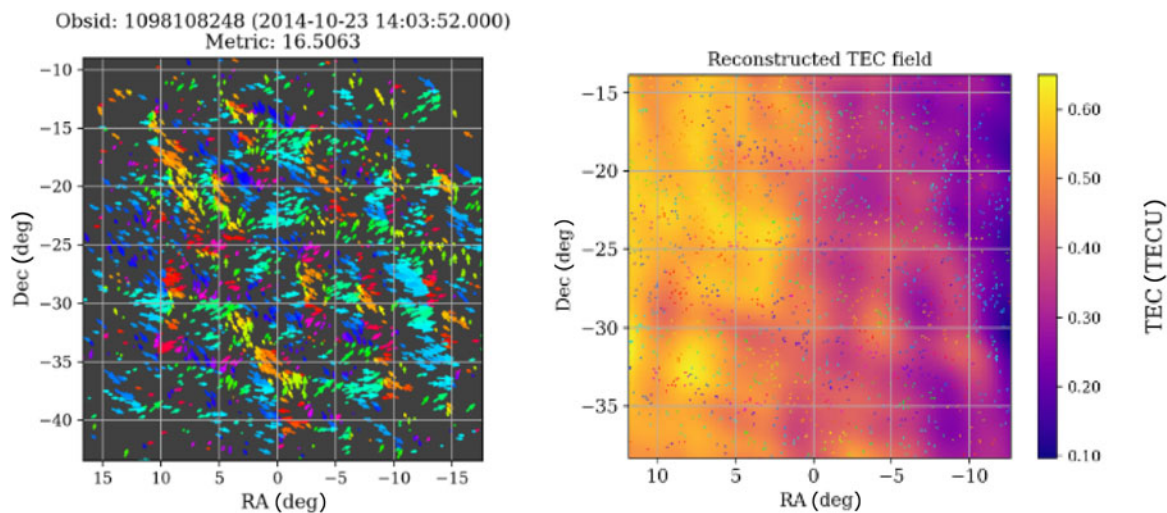 Obsid: 1098108248 (2014-10-23 14:03:52.000)
Metric: 16.5063
−10
−15
−20
−25
−30
−35
−40
Dec (deg)
15 10 5 0 −5 −10 −15
RA (deg)
Reconstructed TEC field
−15
−20
−25
−30
−35
Dec (deg)
10 5 0 −5 −10
RA (deg)
0.60
0.50
0.40
0.30
0.20
0.10
TEC (TECU)